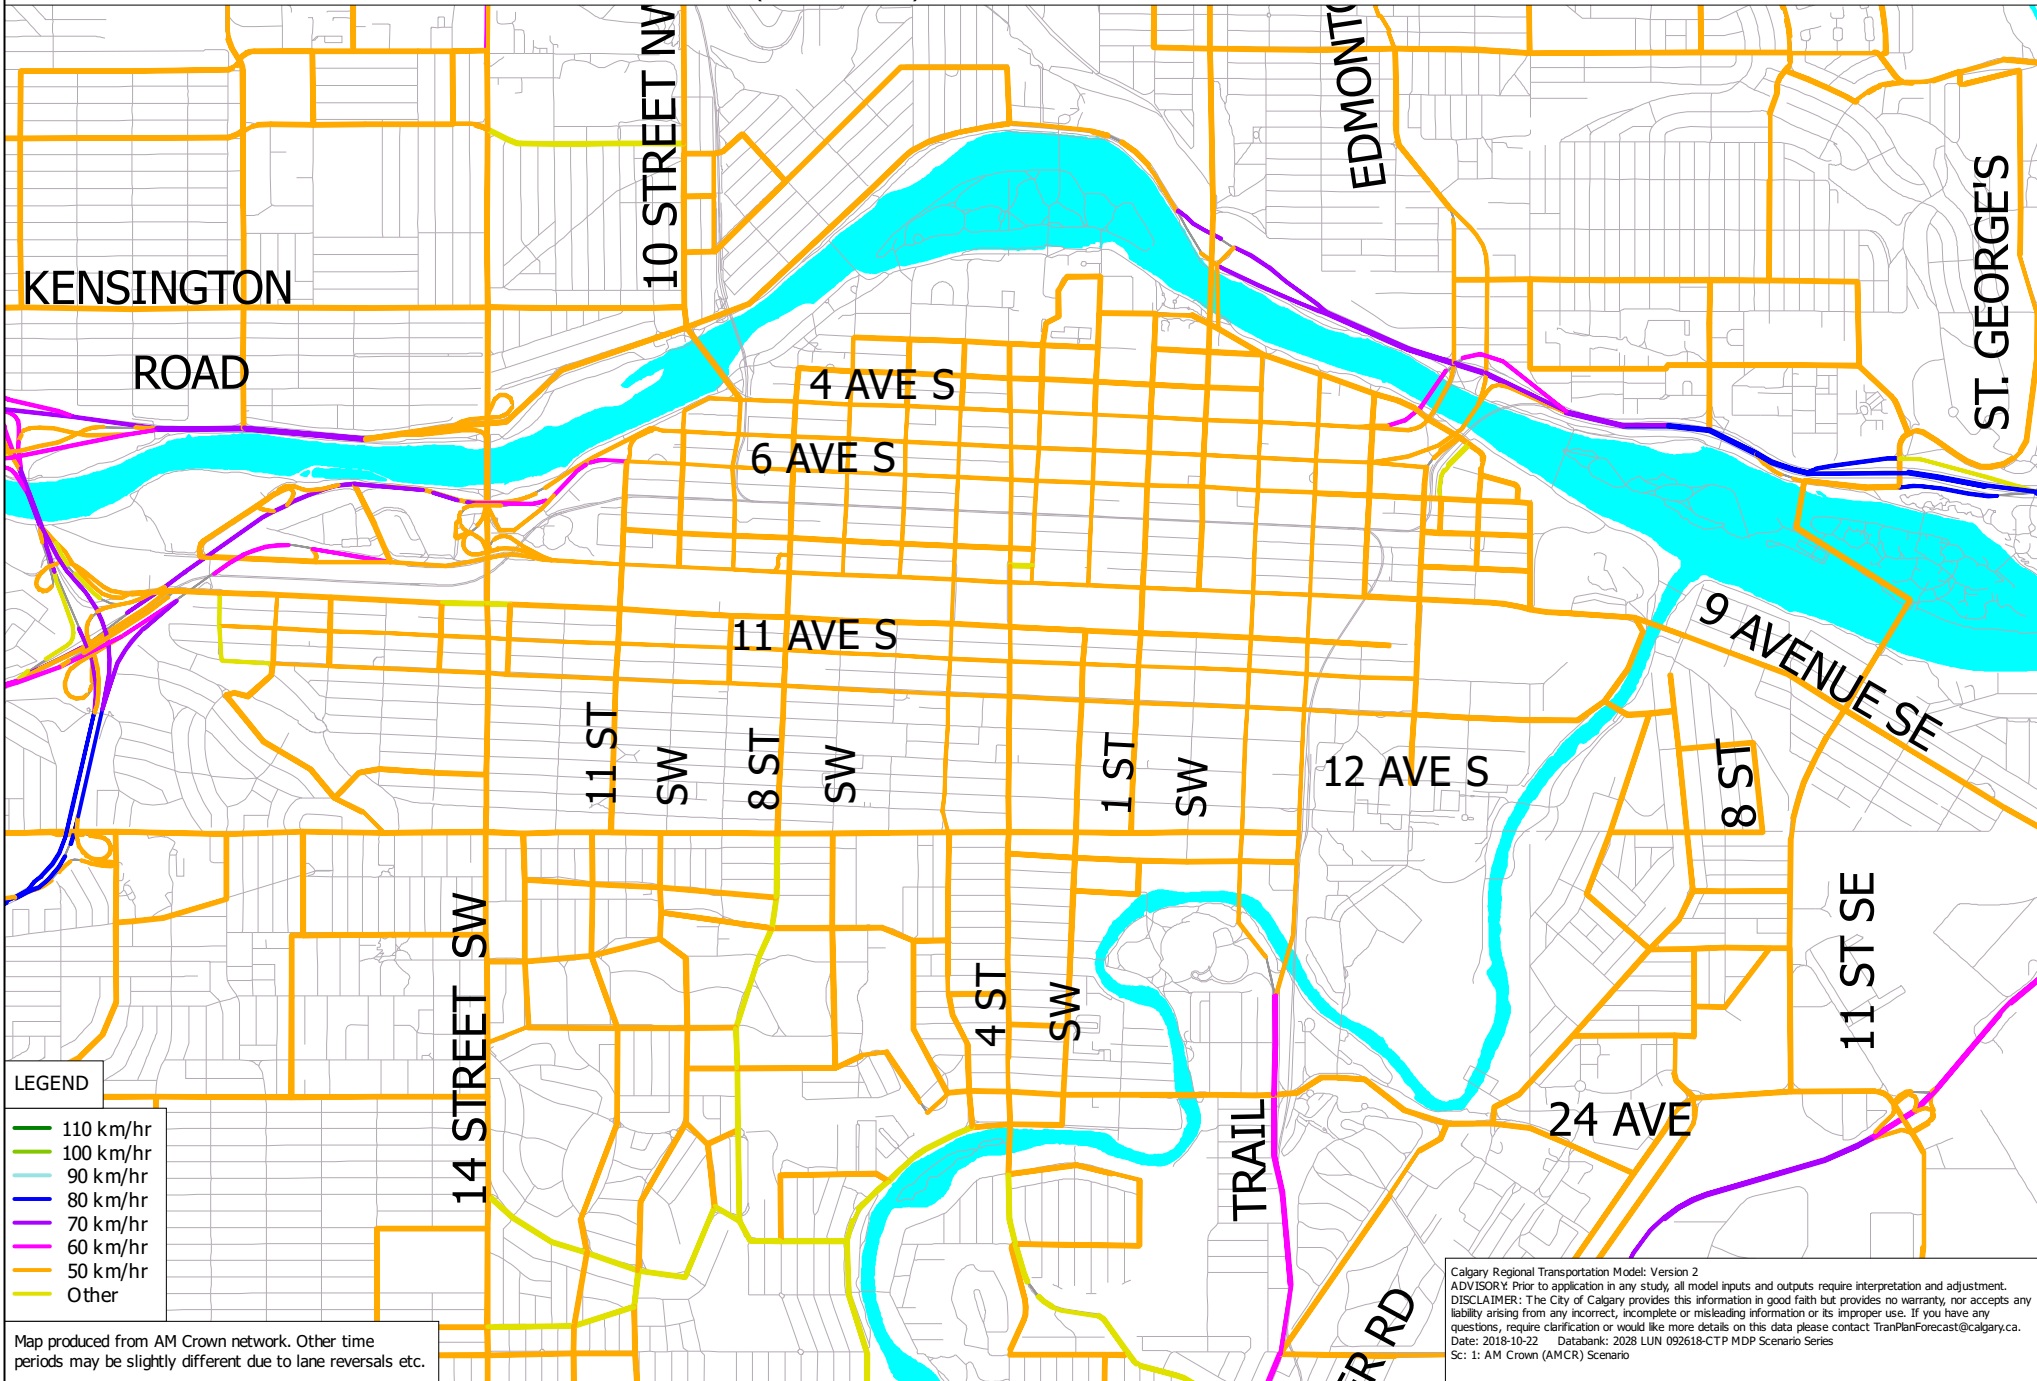 10 STREET NW
EDMONTO
ST. GEORGE'S
KENSINGTON
ROAD
4 AVE S
6 AVE S
11 AVE S
9 AVENUE SE
11 ST
SW
8 ST
SW
1 ST
SW
12 AVE S
8 ST
14 STREET SW
4 ST
SW
11 ST SE
TRAIL
24 AVE
ER RD
LEGEND
110 km/hr
100 km/hr
90 km/hr
80 km/hr
70 km/hr
60 km/hr
50 km/hr
Other
Map produced from AM Crown network. Other time
periods may be slightly different due to lane reversals etc.
Calgary Regional Transportation Model: Version 2
ADVISORY: Prior to application in any study, all model inputs and outputs require interpretation and adjustment.
DISCLAIMER: The City of Calgary provides this information in good faith but provides no warranty, nor accepts any
liability arising from any incorrect, incomplete or misleading information or its improper use. If you have any
questions, require clarification or would like more details on this data please contact TranPlanForecast@calgary.ca.
Date: 2018-10-22 Databank: 2028 LUN 092618-CTP MDP Scenario Series
Sc: 1: AM Crown (AMCR) Scenario